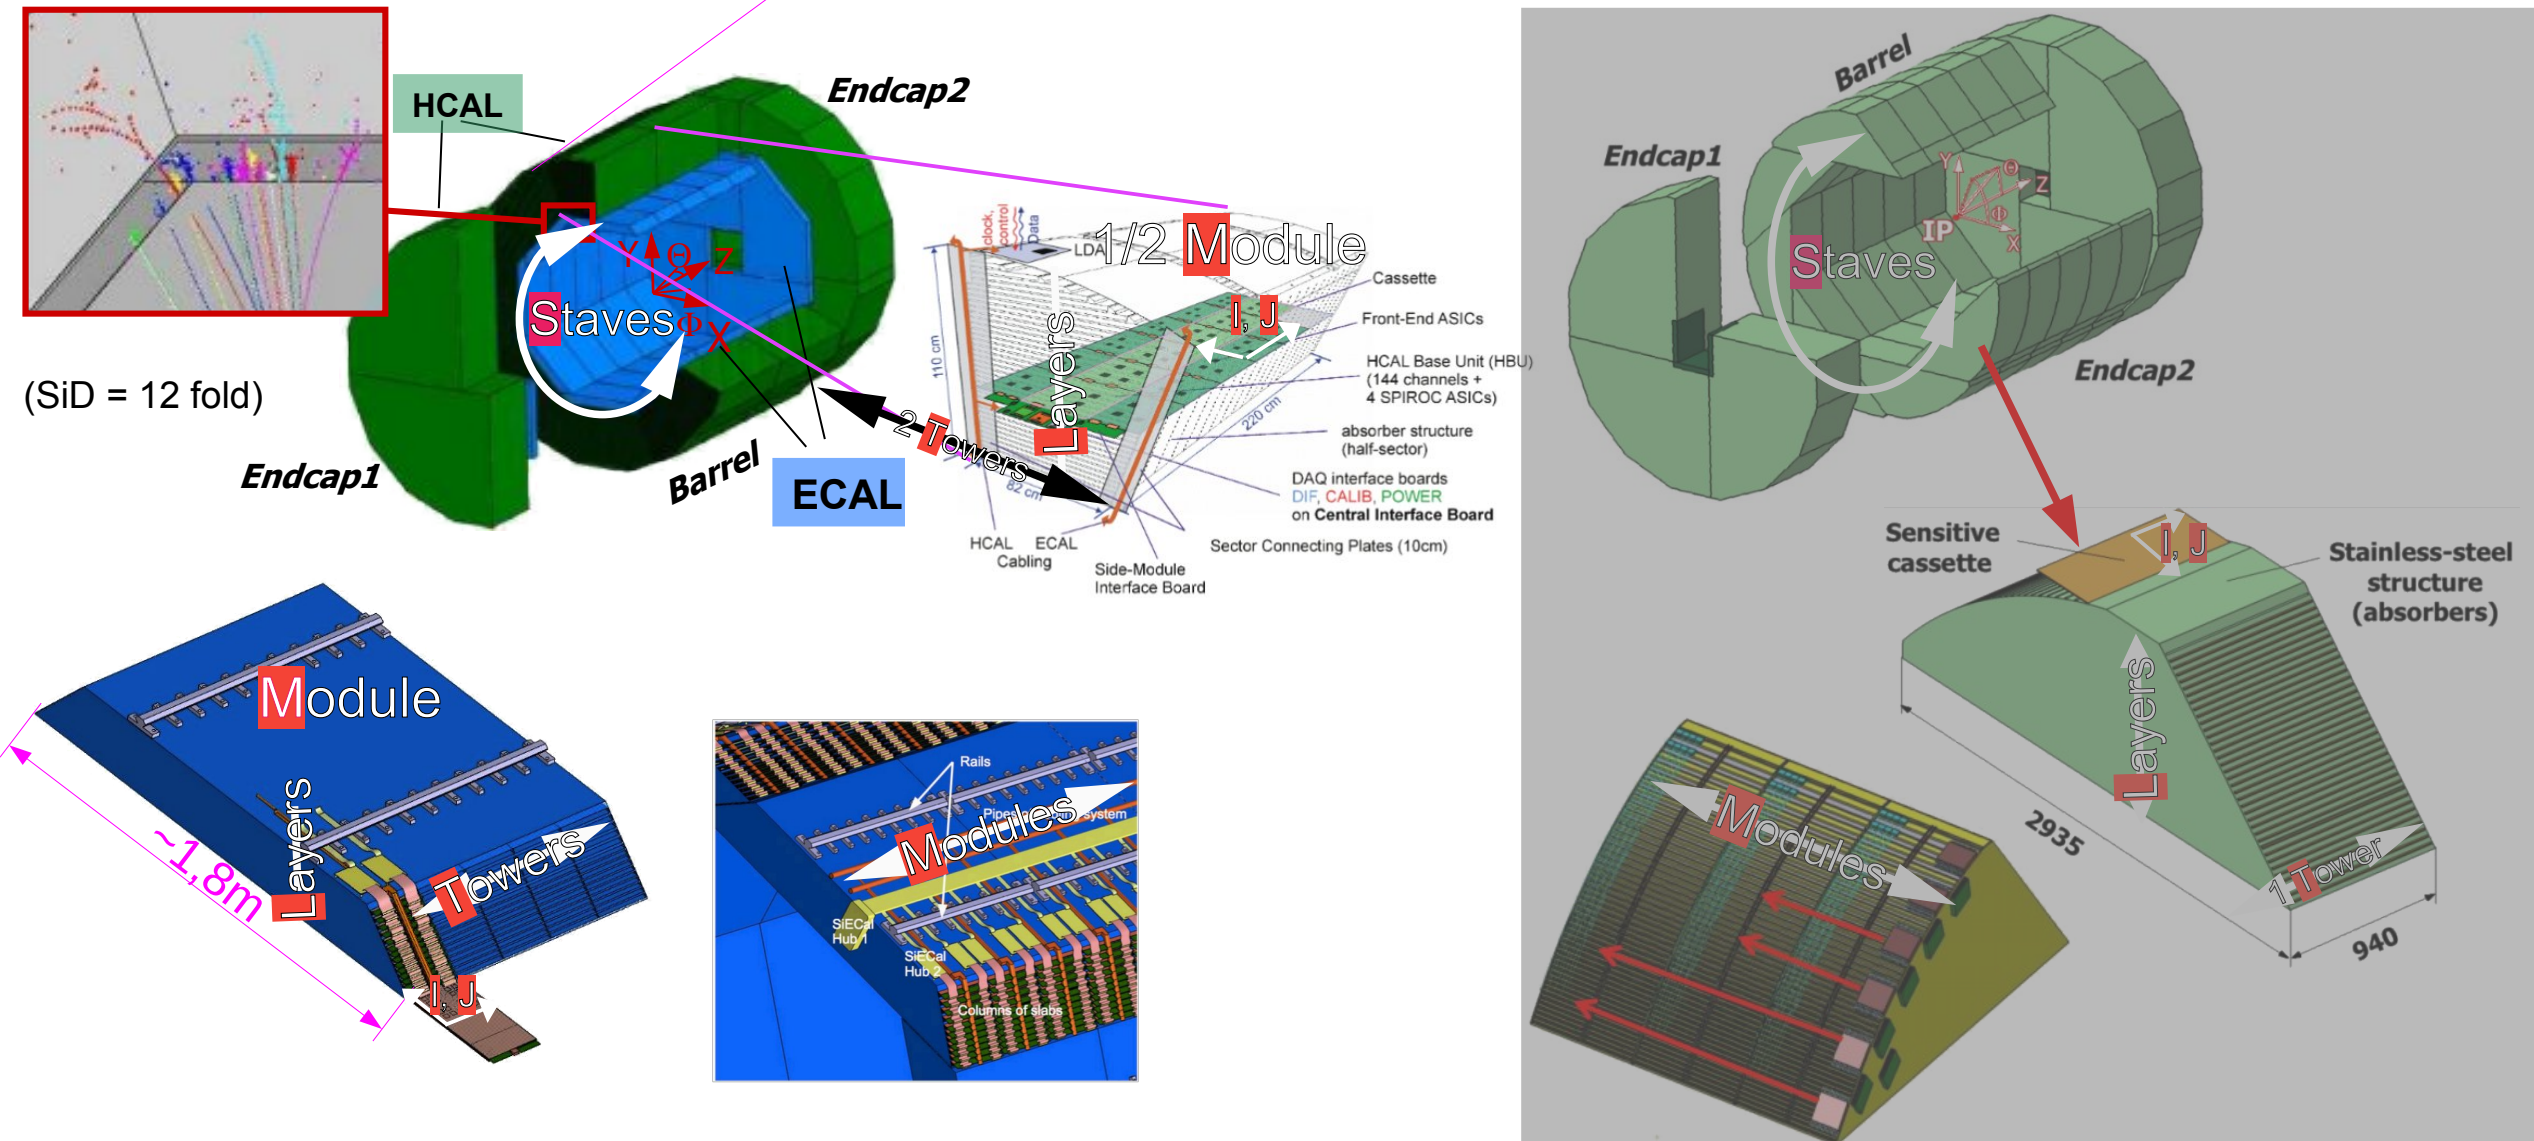 HCAL
Endcap2
Y
Θ
Z
Φ
X
Staves
(SiD = 12 fold)
Endcap1
Barrel
ECAL
2 Towers
clock,
control
Data
LDA
1/2 Module
Layers
I, J
110 cm
82 cm
220 cm
Cassette
Front-End ASICs
HCAL Base Unit (HBU)
(144 channels +
4 SPIROC ASICs)
absorber structure
(half-sector)
DAQ interface boards
DIF, CALIB, POWER
on Central Interface Board
Sector Connecting Plates (10cm)
HCAL ECAL
Cabling
Side-Module
Interface Board
Module
Layers
Towers
~1,8m
I, J
Rails
system
Modules
SiECal
Hub 1
SiECal
Hub 2
Columns of slabs
Barrel
Endcap1
Y
Θ
Z
Φ
X
IP
Staves
Endcap2
Sensitive
cassette
I, J
Stainless-steel
structure
(absorbers)
Layers
2935
1 Tower
940
Modules